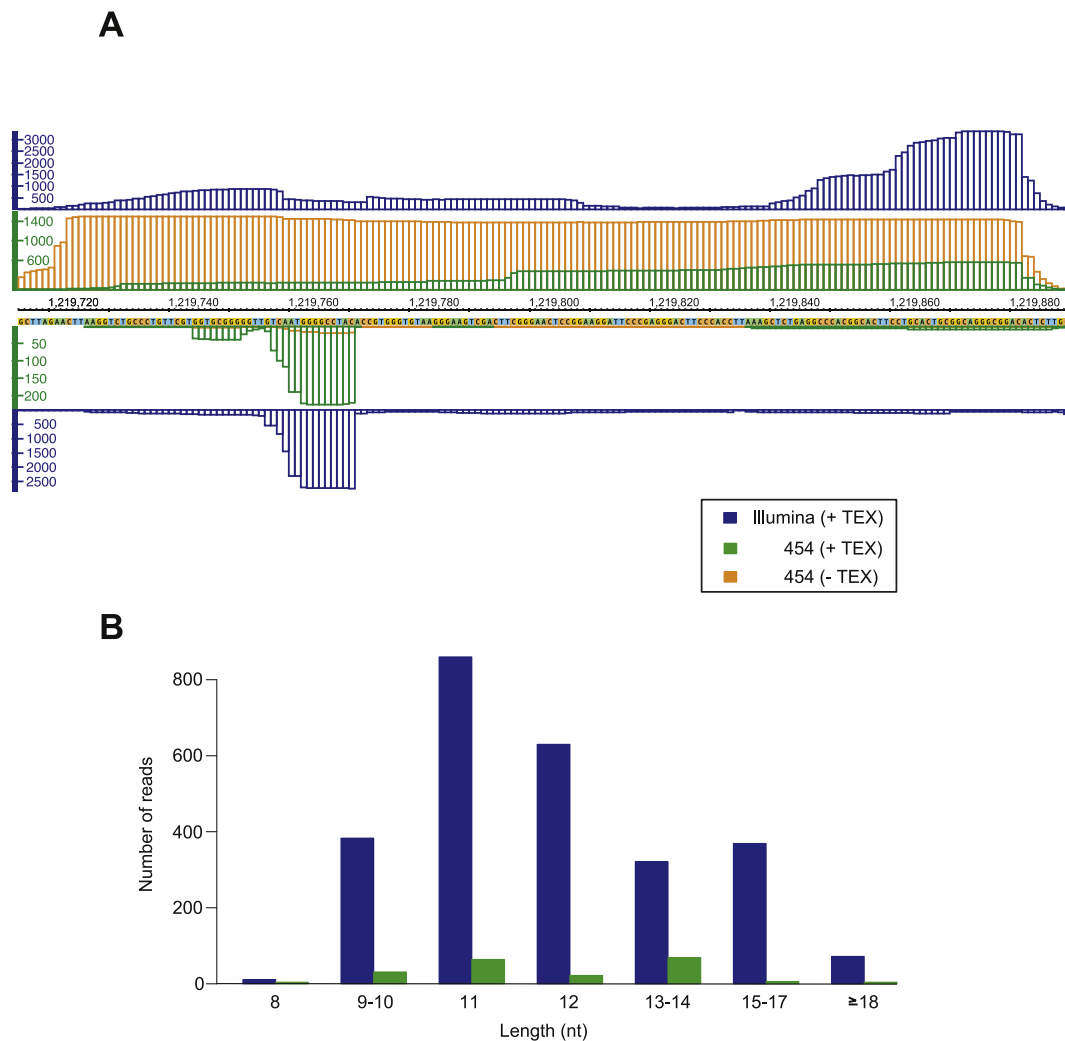 A
3000
2500
2000
1500
1000
500
1400
1000
600
1,219,720 1,219,740 1,219,760 1,219,780 1,219,800 1,219,820 1,219,840 1,219,860 1,219,880
GCTTAGAACTTAAGGTCTGCCCTGTTCGTGGTGCGGGGGTTGTCAATGGGGCCTACACCGTGGGTGTAAGGGAAGTCGACTTCGGGAACTCCGGAAGGATTCCCGAGGGACTTCCCACCTTAAAGCTCTGAGGCCCACGGCACTTCCTGCACTGCGGCAGGGCGGACACTCTTG
50
100
150
200
500
1000
1500
2000
2500
Illumina (+ TEX)
454 (+ TEX)
454 (- TEX)
B
Number of reads
800
600
400
200
0
8 9-10 11 12 13-14 15-17 ≥18
Length (nt)